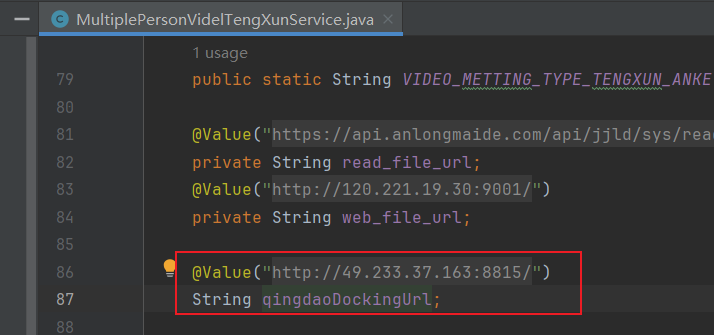 MultiplePersonVidelTengXunService.java
1 usage
79 public static String VIDEO_METTING_TYPE_TENGXUN_ANKE
80
81 @Value("https://api.anlongmaide.com/api/jjld/sys/read
82 private String read_file_url;
83 @Value("http://120.221.19.30:9001/")
84 private String web_file_url;
85
86 @Value("http://49.233.37.163:8815/")
87 String qingdaoDockingUrl;
88